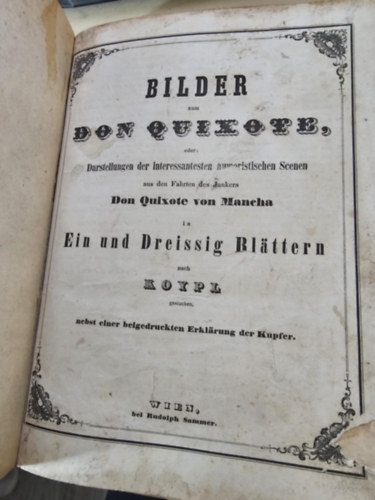 BILDER
zum
DON QUIXOTE,
oder:
Darstellungen der interessantesten humoristischen Scenen
aus den Fahrten des Junkers
Don Quixote von Mancha
in
Ein und Dreissig Blättern
nach
KOYPL
gestochen,
nebst einer beigedruckten Erklärung der Kupfer.
WIEN,
bei Rudolph Sammer.